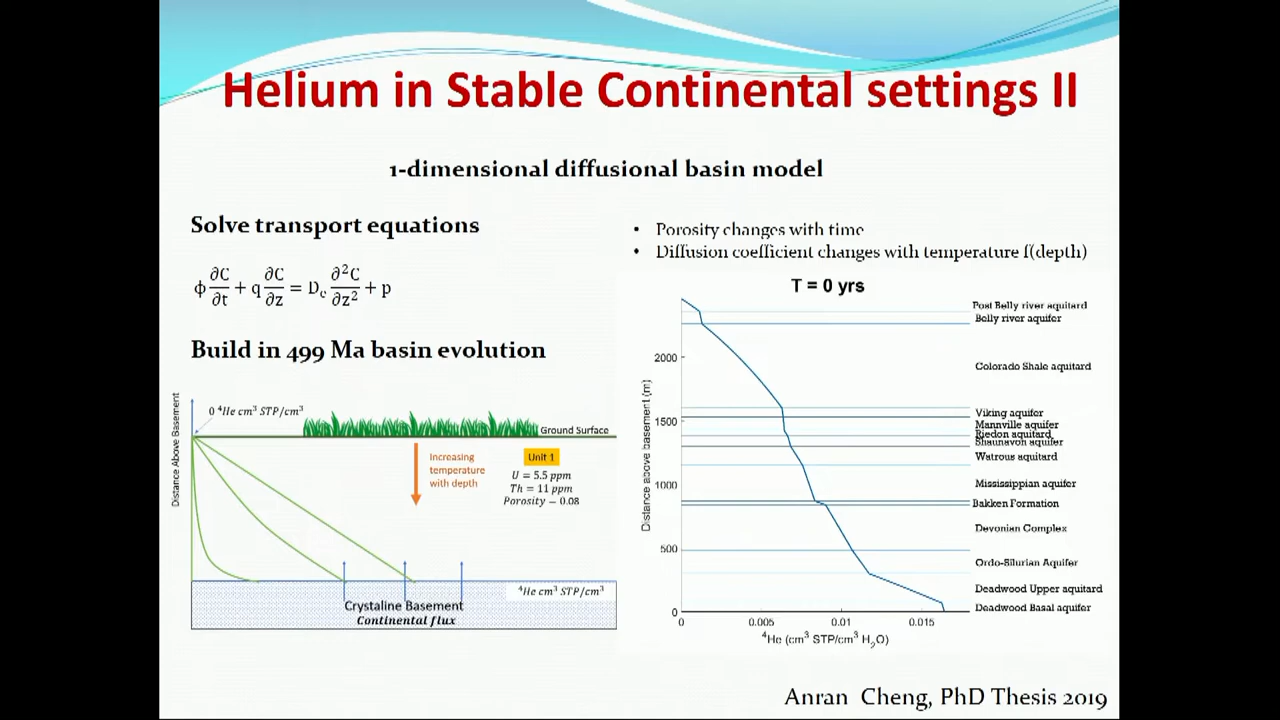 Helium in Stable Continental settings II
1-dimensional diffusional basin model
Solve transport equations
ϕ ∂C/∂t + q ∂C/∂z = Dₑ ∂²C/∂z² + p
Build in 499 Ma basin evolution
Distance Above Basement
0 ⁴He cm³ STP/cm³
Ground Surface
Increasing
temperature
with depth
Unit 1
U = 5.5 ppm
Th = 11 ppm
Porosity – 0.08
⁴He cm³ STP/cm³
Crystaline Basement
Continental flux
• Porosity changes with time
• Diffusion coefficient changes with temperature f(depth)
T = 0 yrs
Distance above basement (m)
2000
1500
1000
500
0
0 0.005 0.01 0.015
⁴He (cm³ STP/cm³ H₂O)
Post Belly river aquitard
Belly river aquifer
Colorado Shale aquitard
Viking aquifer
Mannville aquifer
Rierdon aquitard
Shaunavon aquifer
Watrous aquitard
Mississippian aquifer
Bakken Formation
Devonian Complex
Ordo-Silurian Aquifer
Deadwood Upper aquitard
Deadwood Basal aquifer
Anran Cheng, PhD Thesis 2019